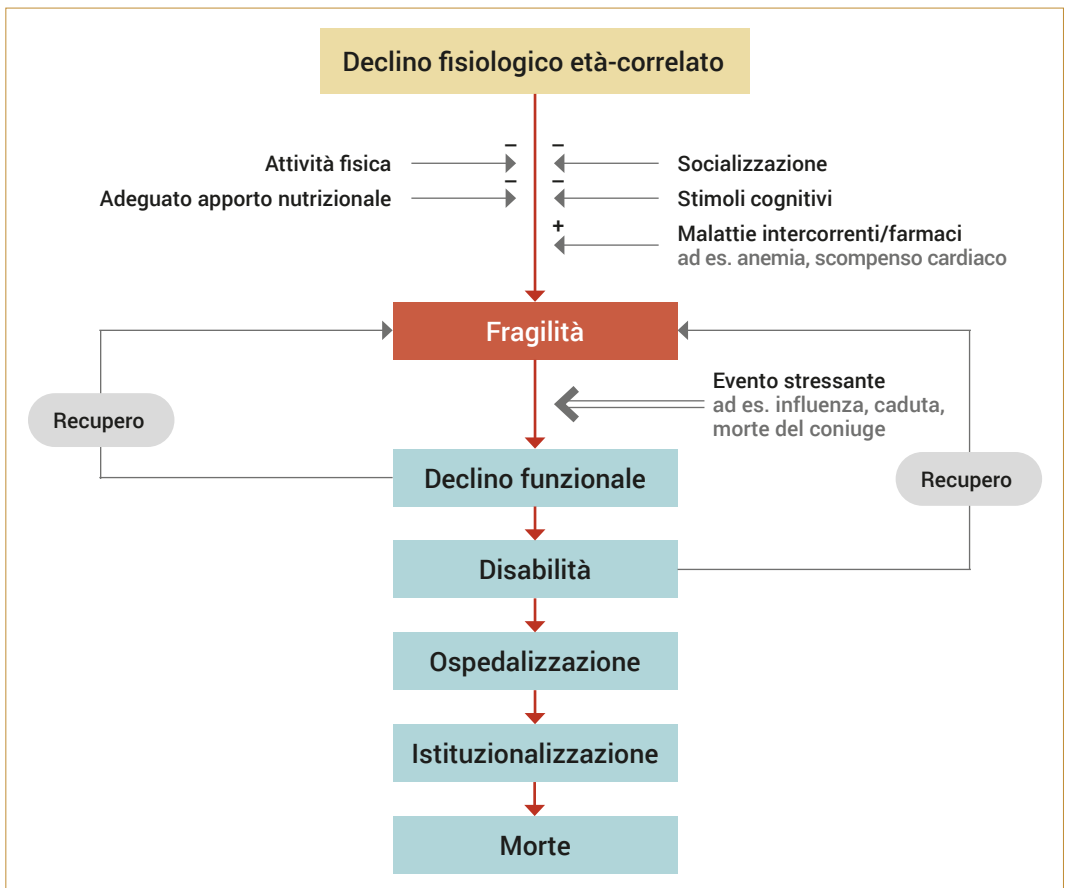 Declino fisiologico età-correlato
–
–
Attività fisica
Socializzazione
–
–
Adeguato apporto nutrizionale
Stimoli cognitivi
+
Malattie intercorrenti/farmaci
ad es. anemia, scompenso cardiaco
Fragilità
Evento stressante
ad es. influenza, caduta,
morte del coniuge
Recupero
Declino funzionale
Recupero
Disabilità
Ospedalizzazione
Istituzionalizzazione
Morte